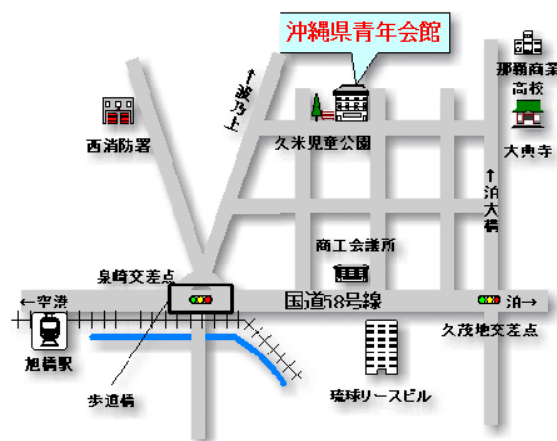 沖縄県青年会館
那覇商業
高校
↑波乃上
西消防署
久米児童公園
大典寺
↑泊大橋
商工会議所
泉崎交差点
←空港
国道58号線
泊→
久茂地交差点
旭橋駅
歩道橋
琉球リースビル